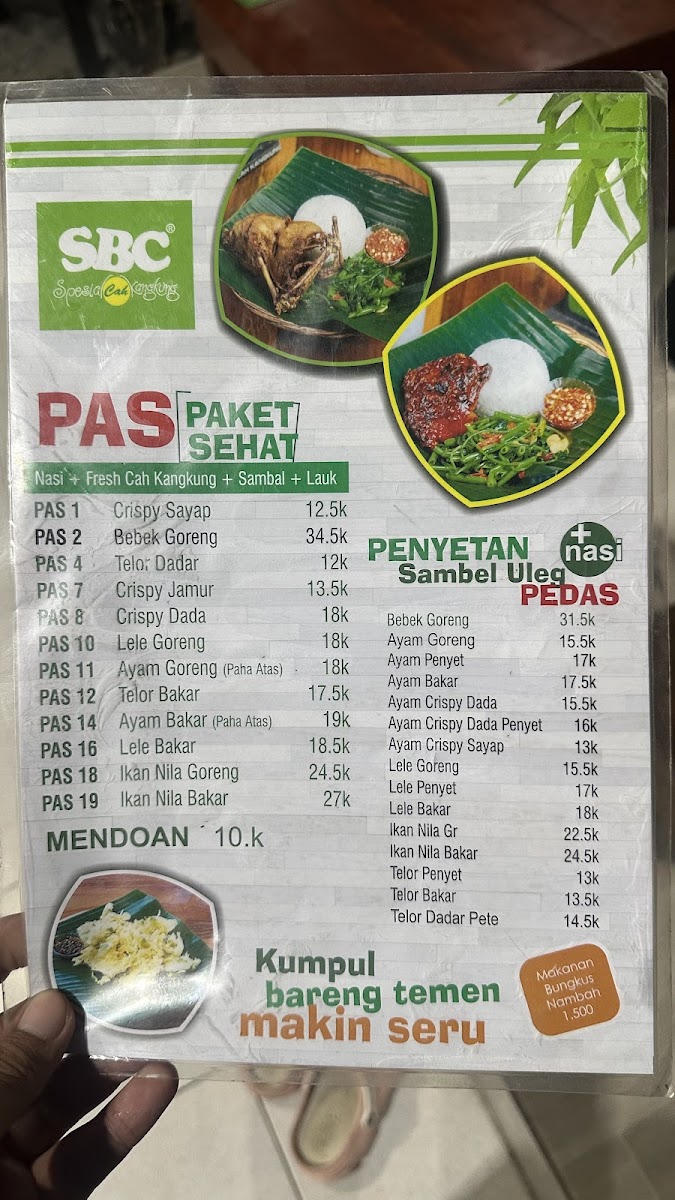 SBC®
Spesial Cah Kangkung
PAS PAKET SEHAT
Nasi + Fresh Cah Kangkung + Sambal + Lauk
PAS 1 Crispy Sayap 12.5k
PAS 2 Bebek Goreng 34.5k
PAS 4 Telor Dadar 12k
PAS 7 Crispy Jamur 13.5k
PAS 8 Crispy Dada 18k
PAS 10 Lele Goreng 18k
PAS 11 Ayam Goreng (Paha Atas) 18k
PAS 12 Telor Bakar 17.5k
PAS 14 Ayam Bakar (Paha Atas) 19k
PAS 16 Lele Bakar 18.5k
PAS 18 Ikan Nila Goreng 24.5k
PAS 19 Ikan Nila Bakar 27k
MENDOAN 10.k
PENYETAN
Sambel Uleg
PEDAS
+
nasi
Bebek Goreng 31.5k
Ayam Goreng 15.5k
Ayam Penyet 17k
Ayam Bakar 17.5k
Ayam Crispy Dada 15.5k
Ayam Crispy Dada Penyet 16k
Ayam Crispy Sayap 13k
Lele Goreng 15.5k
Lele Penyet 17k
Lele Bakar 18k
Ikan Nila Gr 22.5k
Ikan Nila Bakar 24.5k
Telor Penyet 13k
Telor Bakar 13.5k
Telor Dadar Pete 14.5k
Kumpul
bareng temen
makin seru
Makanan
Bungkus
Nambah
1.500